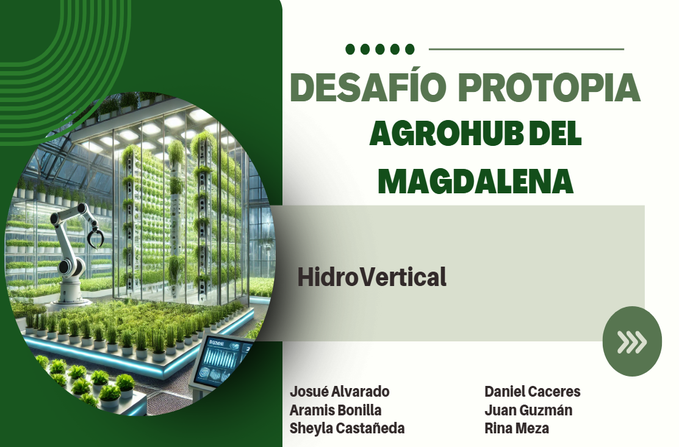 DESAFÍO PROTOPIA
AGROHUB DEL
MAGDALENA
HidroVertical
Josué Alvarado
Aramis Bonilla
Sheyla Castañeda
Daniel Caceres
Juan Guzmán
Rina Meza